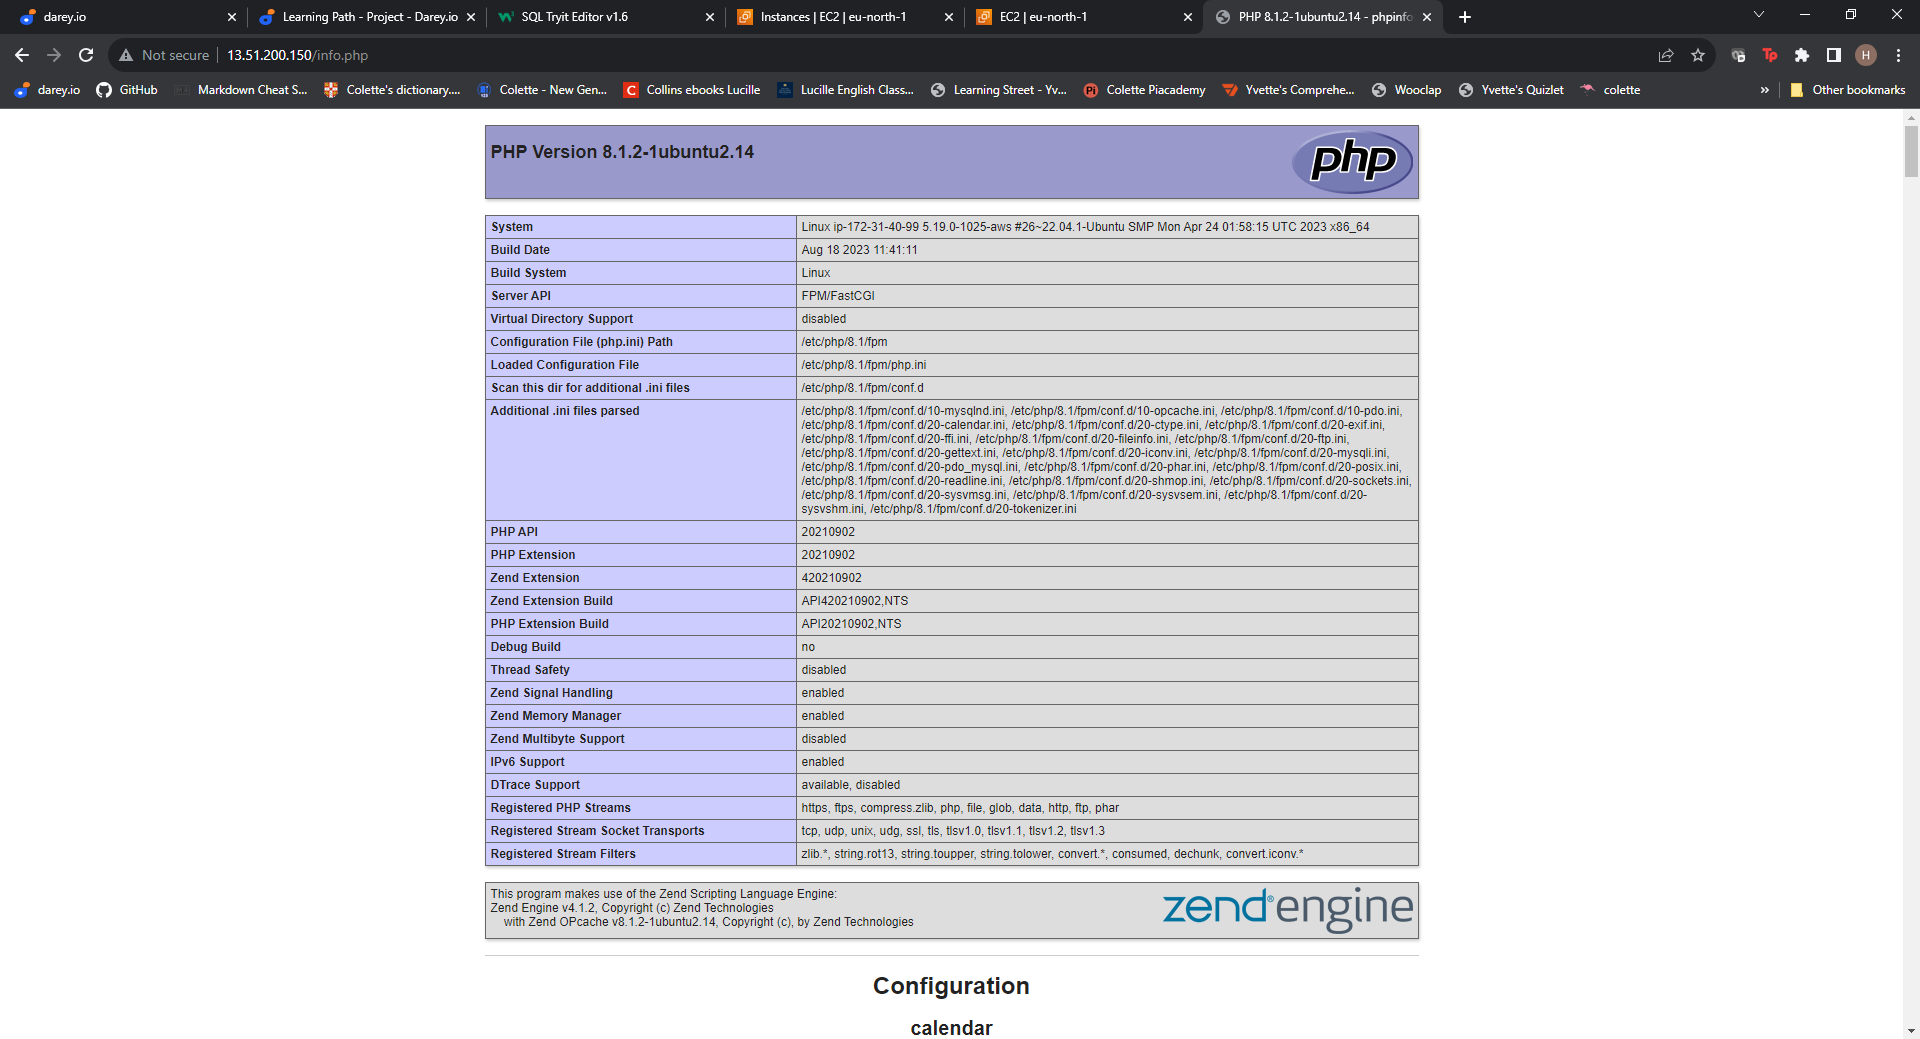 darey.io
Learning Path - Project - Darey.io
SQL Tryit Editor v1.6
Instances | EC2 | eu-north-1
EC2 | eu-north-1
PHP 8.1.2-1ubuntu2.14 - phpinfo
Not secure
13.51.200.150/info.php
Tp
H
darey.io
GitHub
Markdown Cheat S...
Colette's dictionary....
Colette - New Gen...
C
Collins ebooks Lucille
Lucille English Class...
Learning Street - Yv...
Pi
Colette Piacademy
Yvette's Comprehe...
Wooclap
Yvette's Quizlet
colette
»
Other bookmarks
PHP Version 8.1.2-1ubuntu2.14
php
System
Linux ip-172-31-40-99 5.19.0-1025-aws #26~22.04.1-Ubuntu SMP Mon Apr 24 01:58:15 UTC 2023 x86_64
Build Date
Aug 18 2023 11:41:11
Build System
Linux
Server API
FPM/FastCGI
Virtual Directory Support
disabled
Configuration File (php.ini) Path
/etc/php/8.1/fpm
Loaded Configuration File
/etc/php/8.1/fpm/php.ini
Scan this dir for additional .ini files
/etc/php/8.1/fpm/conf.d
Additional .ini files parsed
/etc/php/8.1/fpm/conf.d/10-mysqlnd.ini, /etc/php/8.1/fpm/conf.d/10-opcache.ini, /etc/php/8.1/fpm/conf.d/10-pdo.ini,
/etc/php/8.1/fpm/conf.d/20-calendar.ini, /etc/php/8.1/fpm/conf.d/20-ctype.ini, /etc/php/8.1/fpm/conf.d/20-exif.ini,
/etc/php/8.1/fpm/conf.d/20-ffi.ini, /etc/php/8.1/fpm/conf.d/20-fileinfo.ini, /etc/php/8.1/fpm/conf.d/20-ftp.ini,
/etc/php/8.1/fpm/conf.d/20-gettext.ini, /etc/php/8.1/fpm/conf.d/20-iconv.ini, /etc/php/8.1/fpm/conf.d/20-mysqli.ini,
/etc/php/8.1/fpm/conf.d/20-pdo_mysql.ini, /etc/php/8.1/fpm/conf.d/20-phar.ini, /etc/php/8.1/fpm/conf.d/20-posix.ini,
/etc/php/8.1/fpm/conf.d/20-readline.ini, /etc/php/8.1/fpm/conf.d/20-shmop.ini, /etc/php/8.1/fpm/conf.d/20-sockets.ini,
/etc/php/8.1/fpm/conf.d/20-sysvmsg.ini, /etc/php/8.1/fpm/conf.d/20-sysvsem.ini, /etc/php/8.1/fpm/conf.d/20-
sysvshm.ini, /etc/php/8.1/fpm/conf.d/20-tokenizer.ini
PHP API
20210902
PHP Extension
20210902
Zend Extension
420210902
Zend Extension Build
API420210902,NTS
PHP Extension Build
API20210902,NTS
Debug Build
no
Thread Safety
disabled
Zend Signal Handling
enabled
Zend Memory Manager
enabled
Zend Multibyte Support
disabled
IPv6 Support
enabled
DTrace Support
available, disabled
Registered PHP Streams
https, ftps, compress.zlib, php, file, glob, data, http, ftp, phar
Registered Stream Socket Transports
tcp, udp, unix, udg, ssl, tls, tlsv1.0, tlsv1.1, tlsv1.2, tlsv1.3
Registered Stream Filters
zlib.*, string.rot13, string.toupper, string.tolower, convert.*, consumed, dechunk, convert.iconv.*
This program makes use of the Zend Scripting Language Engine:
Zend Engine v4.1.2, Copyright (c) Zend Technologies
with Zend OPcache v8.1.2-1ubuntu2.14, Copyright (c), by Zend Technologies
zend®engine
Configuration
calendar